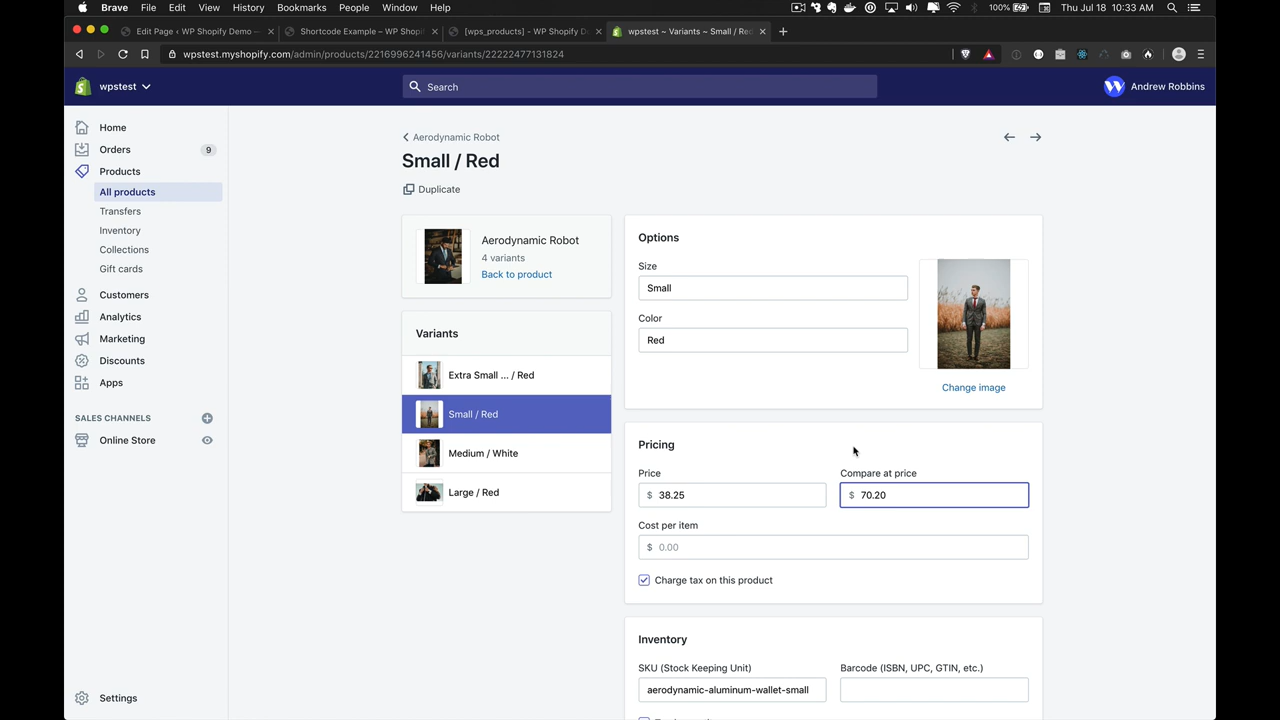 Brave File Edit View History Bookmarks People Window Help 100% Thu Jul 18 10:33 AM
Edit Page ‹ WP Shopify Demo — Shortcode Example – WP Shopi [wps_products] - WP Shopify D wpstest ~ Variants ~ Small / Red
wpstest.myshopify.com/admin/products/2216996241456/variants/22222477131824
wpstest
Search
Andrew Robbins
Home
Orders 9
Products
All products
Transfers
Inventory
Collections
Gift cards
Customers
Analytics
Marketing
Discounts
Apps
SALES CHANNELS
Online Store
Settings
Aerodynamic Robot
Small / Red
Duplicate
Aerodynamic Robot
4 variants
Back to product
Variants
Extra Small ... / Red
Small / Red
Medium / White
Large / Red
Options
Size
Small
Color
Red
Change image
Pricing
Price Compare at price
$ 38.25 $ 70.20
Cost per item
$ 0.00
Charge tax on this product
Inventory
SKU (Stock Keeping Unit) Barcode (ISBN, UPC, GTIN, etc.)
aerodynamic-aluminum-wallet-small